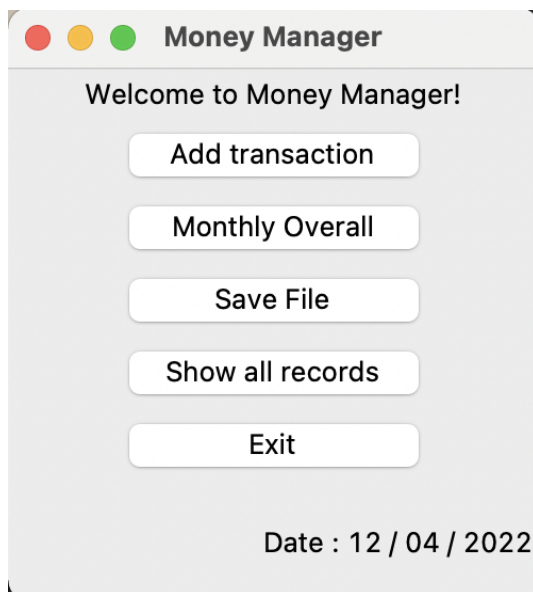 Money Manager
Welcome to Money Manager!
Add transaction
Monthly Overall
Save File
Show all records
Exit
Date : 12 / 04 / 2022